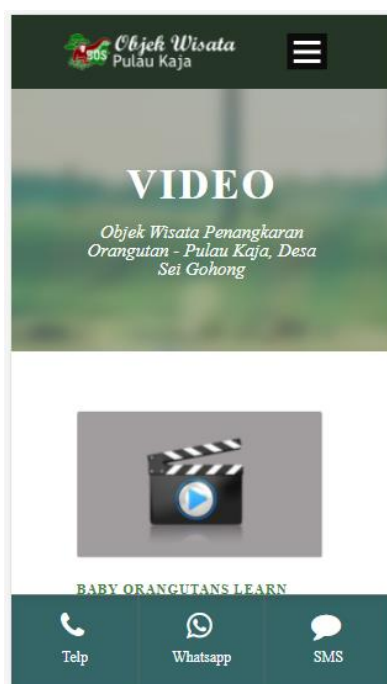 BOS
Objek Wisata
Pulau Kaja
VIDEO
Objek Wisata Penangkaran
Orangutan - Pulau Kaja, Desa
Sei Gohong
BABY ORANGUTANS LEARN
Telp
Whatsapp
SMS